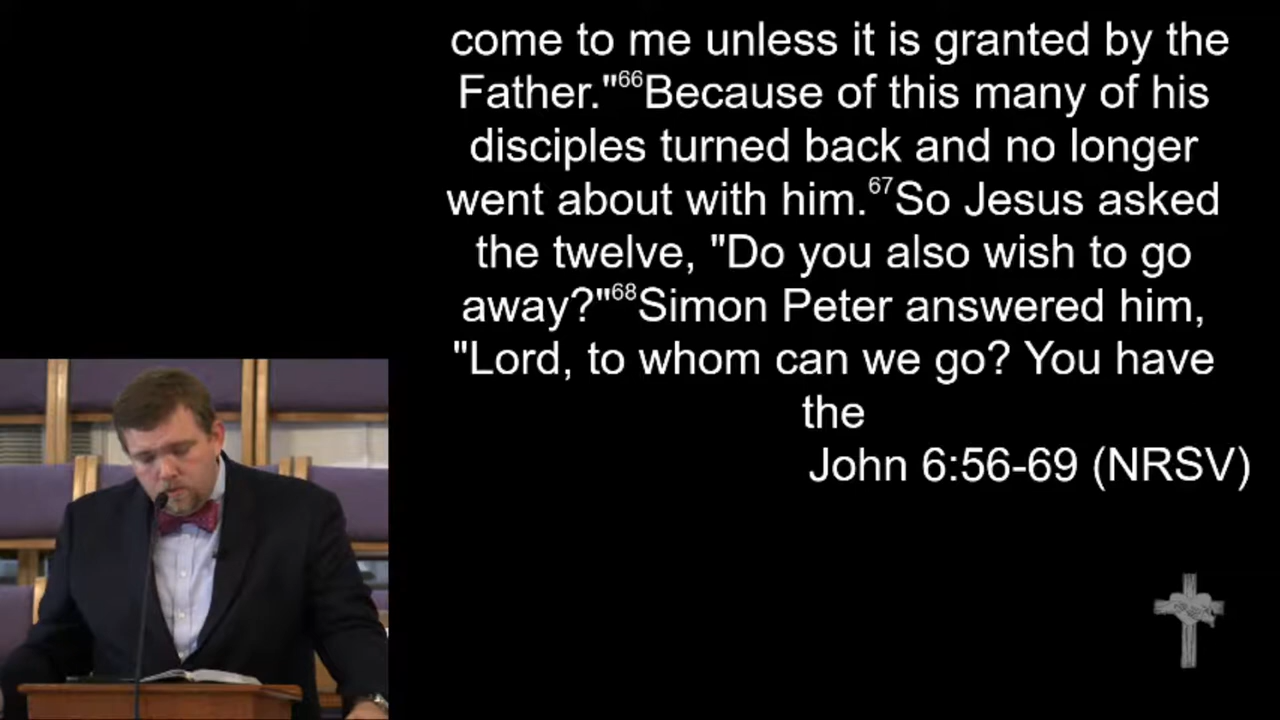 come to me unless it is granted by the
Father."66Because of this many of his
disciples turned back and no longer
went about with him.67So Jesus asked
the twelve, "Do you also wish to go
away?"68Simon Peter answered him,
"Lord, to whom can we go? You have
the
John 6:56-69 (NRSV)